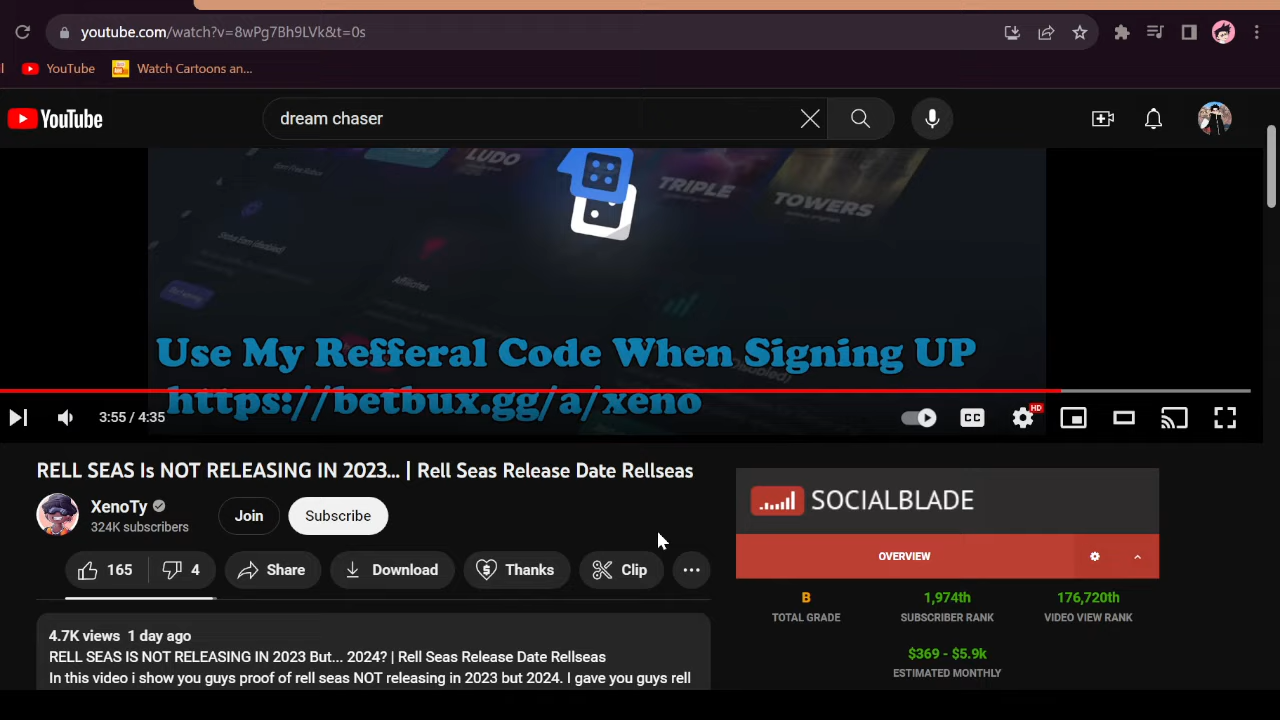 youtube.com/watch?v=8wPg7Bh9LVk&t=0s
YouTube
Watch Cartoons an...
YouTube
dream chaser
LUDO
TRIPLE
TOWERS
Affiliates
Use My Refferal Code When Signing UP
https://betbux.gg/a/xeno
3:55 / 4:35
CC
HD
RELL SEAS Is NOT RELEASING IN 2023... | Rell Seas Release Date Rellseas
XenoTy
324K subscribers
Join
Subscribe
165
4
Share
Download
Thanks
Clip
4.7K views 1 day ago
RELL SEAS IS NOT RELEASING IN 2023 But... 2024? | Rell Seas Release Date Rellseas
In this video i show you guys proof of rell seas NOT releasing in 2023 but 2024. I gave you guys rell
SOCIALBLADE
OVERVIEW
B
TOTAL GRADE
1,974th
SUBSCRIBER RANK
176,720th
VIDEO VIEW RANK
$369 - $5.9k
ESTIMATED MONTHLY